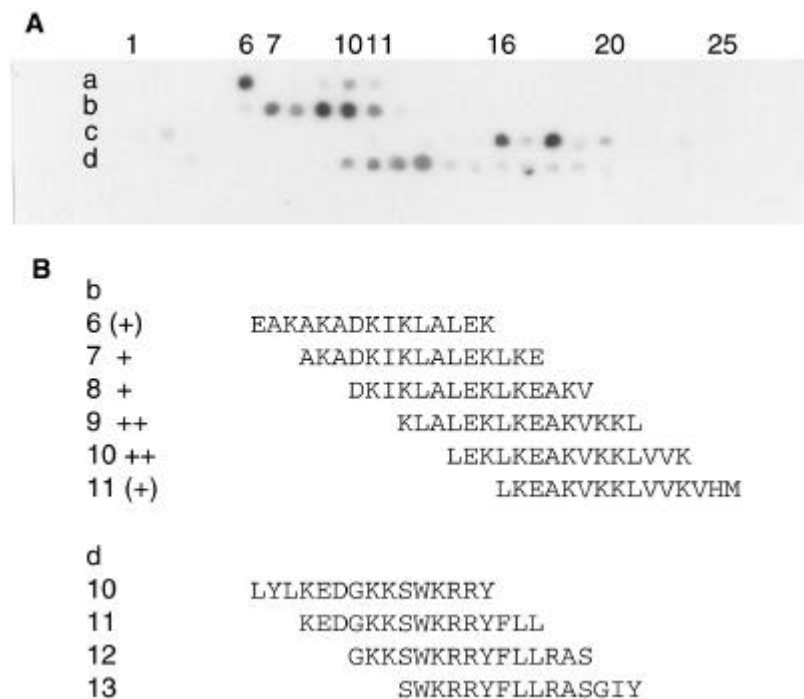 A
1 6 7 10 11 16 20 25
a
b
c
d
B
b
6 (+) EAKAKADKIKLALEK
7 + AKADKIKLALEKLKE
8 + DKIKLALEKLKEAKV
9 ++ KLALEKLKEAKVKKL
10 ++ LEKLKEAKVKKLVVK
11 (+) LKEAKVKKLVVKVHM
d
10 LYLKEDGKKSWKRRY
11 KEDGKKSWKRRYFLL
12 GKKSWKRRYFLLRAS
13 SWKRRYFLLRASGIY